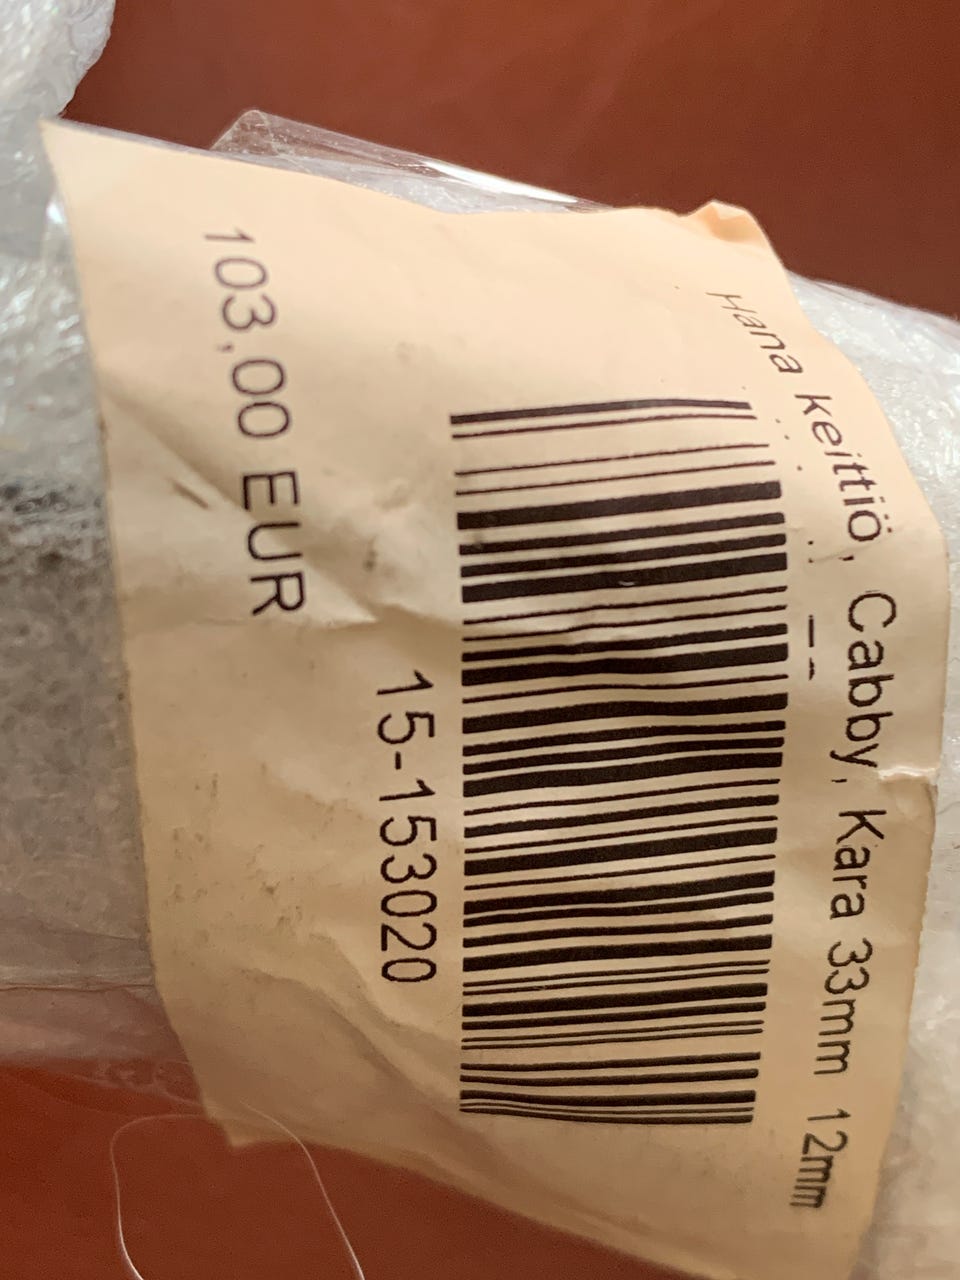 Hana keittiö, Cabby, Kara 33mm 12mm
15-153020
103,00 EUR